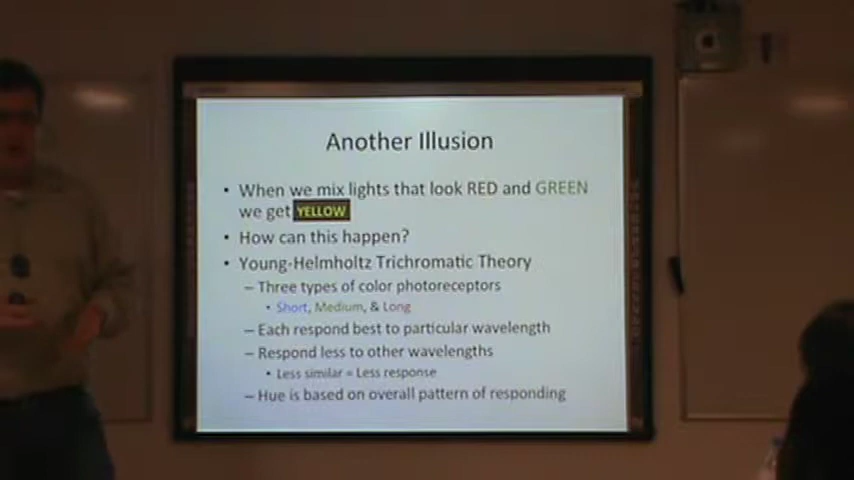 Another Illusion
• When we mix lights that look RED and GREEN
we get YELLOW
• How can this happen?
• Young-Helmholtz Trichromatic Theory
– Three types of color photoreceptors
• Short, Medium, & Long
– Each respond best to particular wavelength
– Respond less to other wavelengths
• Less similar = Less response
– Hue is based on overall pattern of responding